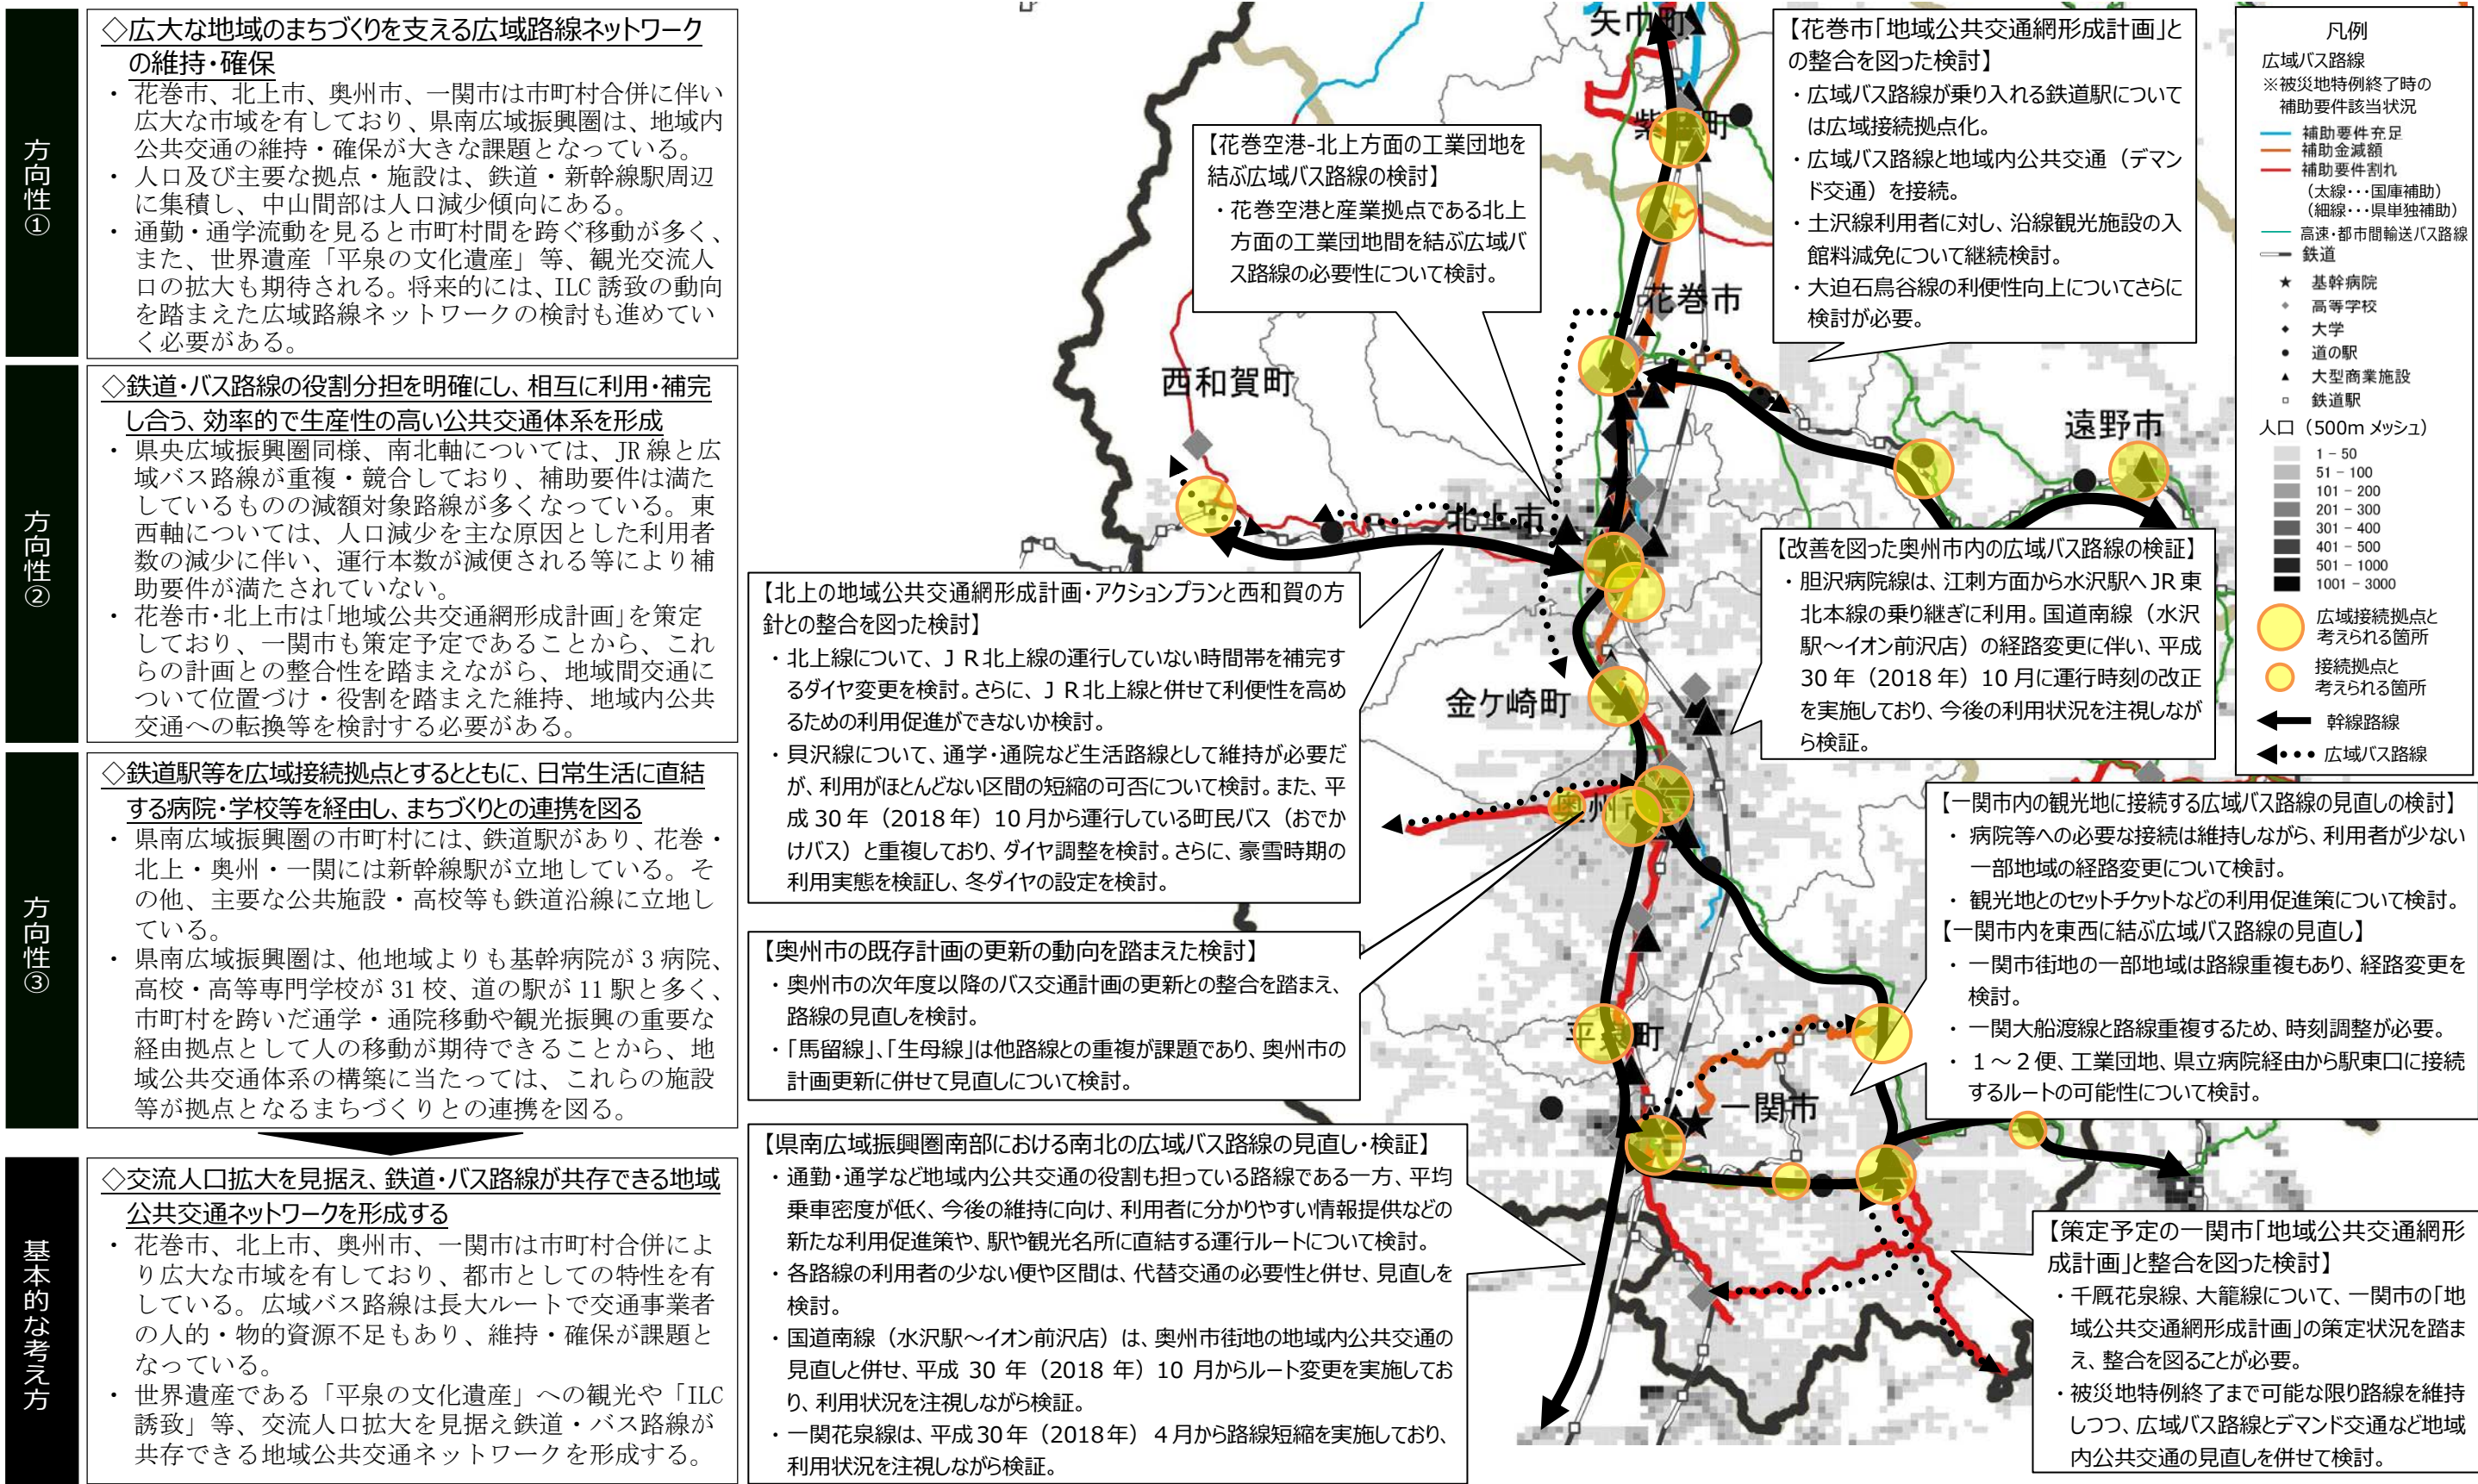 方向性①
◇広大な地域のまちづくりを支える広域路線ネットワーク
の維持・確保
・ 花巻市、北上市、奥州市、一関市は市町村合併に伴い
広大な市域を有しており、県南広域振興圏は、地域内
公共交通の維持・確保が大きな課題となっている。
・ 人口及び主要な拠点・施設は、鉄道・新幹線駅周辺
に集積し、中山間部は人口減少傾向にある。
・ 通勤・通学流動を見ると市町村間を跨ぐ移動が多く、
また、世界遺産「平泉の文化遺産」等、観光交流人
口の拡大も期待される。将来的には、ILC 誘致の動向
を踏まえた広域路線ネットワークの検討も進めてい
く必要がある。
方向性②
◇鉄道・バス路線の役割分担を明確にし、相互に利用・補完
し合う、効率的で生産性の高い公共交通体系を形成
・ 県央広域振興圏同様、南北軸については、JR 線と広
域バス路線が重複・競合しており、補助要件は満た
しているものの減額対象路線が多くなっている。東
西軸については、人口減少を主な原因とした利用者
数の減少に伴い、運行本数が減便される等により補
助要件が満たされていない。
・ 花巻市・北上市は「地域公共交通網形成計画」を策定
しており、一関市も策定予定であることから、これ
らの計画との整合性を踏まえながら、地域間交通に
ついて位置づけ・役割を踏まえた維持、地域内公共
交通への転換等を検討する必要がある。
方向性③
◇鉄道駅等を広域接続拠点とするとともに、日常生活に直結
する病院・学校等を経由し、まちづくりとの連携を図る
・ 県南広域振興圏の市町村には、鉄道駅があり、花巻・
北上・奥州・一関には新幹線駅が立地している。そ
の他、主要な公共施設・高校等も鉄道沿線に立地し
ている。
・ 県南広域振興圏は、他地域よりも基幹病院が 3 病院、
高校・高等専門学校が 31 校、道の駅が 11 駅と多く、
市町村を跨いだ通学・通院移動や観光振興の重要な
経由拠点として人の移動が期待できることから、地
域公共交通体系の構築に当たっては、これらの施設
等が拠点となるまちづくりとの連携を図る。
基本的な考え方
◇交流人口拡大を見据え、鉄道・バス路線が共存できる地域
公共交通ネットワークを形成する
・ 花巻市、北上市、奥州市、一関市は市町村合併によ
り広大な市域を有しており、都市としての特性を有
している。広域バス路線は長大ルートで交通事業者
の人的・物的資源不足もあり、維持・確保が課題と
なっている。
・ 世界遺産である「平泉の文化遺産」への観光や「ILC
誘致」等、交流人口拡大を見据え鉄道・バス路線が
共存できる地域公共交通ネットワークを形成する。
【花巻空港-北上方面の工業団地を
結ぶ広域バス路線の検討】
・花巻空港と産業拠点である北上
方面の工業団地間を結ぶ広域バ
ス路線の必要性について検討。
【花巻市「地域公共交通網形成計画」と
の整合を図った検討】
・広域バス路線が乗り入れる鉄道駅については広域接続拠点化。
・広域バス路線と地域内公共交通（デマ
ンド交通）を接続。
・土沢線利用者に対し、沿線観光施設の入
館料減免について継続検討。
・大迫石鳥谷線の利便性向上についてさらに
検討が必要。
矢巾町
紫波町
花巻市
西和賀町
遠野市
北上市
金ケ崎町
奥州市
平泉町
一関市
【北上の地域公共交通網形成計画・アクションプランと西和賀の方
針との整合を図った検討】
・北上線について、ＪＲ北上線の運行していない時間帯を補完す
るダイヤ変更を検討。さらに、ＪＲ北上線と併せて利便性を高め
るための利用促進ができないか検討。
・貝沢線について、通学・通院など生活路線として維持が必要だ
が、利用がほとんどない区間の短縮の可否について検討。また、平
成 30 年（2018 年）10 月から運行している町民バス（おでか
けバス）と重複しており、ダイヤ調整を検討。さらに、豪雪時期の
利用実態を検証し、冬ダイヤの設定を検討。
【改善を図った奥州市内の広域バス路線の検証】
・胆沢病院線は、江刺方面から水沢駅へ JR 東
北本線の乗り継ぎに利用。国道南線（水沢
駅～イオン前沢店）の経路変更に伴い、平成
30 年（2018 年）10 月に運行時刻の改正
を実施しており、今後の利用状況を注視しなが
ら検証。
【奥州市の既存計画の更新の動向を踏まえた検討】
・奥州市の次年度以降のバス交通計画の更新との整合を踏まえ、
路線の見直しを検討。
・「馬留線」、「生母線」は他路線との重複が課題であり、奥州市の
計画更新に併せて見直しについて検討。
【一関市内の観光地に接続する広域バス路線の見直しの検討】
・ 病院等への必要な接続は維持しながら、利用者が少ない
一部地域の経路変更について検討。
・ 観光地とのセットチケットなどの利用促進策について検討。
【一関市内を東西に結ぶ広域バス路線の見直し】
・ 一関市街地の一部地域は路線重複もあり、経路変更を
検討。
・ 一関大船渡線と路線重複するため、時刻調整が必要。
・ 1～2 便、工業団地、県立病院経由から駅東口に接続
するルートの可能性について検討。
【県南広域振興圏南部における南北の広域バス路線の見直し・検証】
・通勤・通学など地域内公共交通の役割も担っている路線である一方、平均
乗車密度が低く、今後の維持に向け、利用者に分かりやすい情報提供などの
新たな利用促進策や、駅や観光名所に直結する運行ルートについて検討。
・各路線の利用者の少ない便や区間は、代替交通の必要性と併せ、見直しを
検討。
・国道南線（水沢駅～イオン前沢店）は、奥州市街地の地域内公共交通の
見直しと併せ、平成 30 年（2018 年）10 月からルート変更を実施してお
り、利用状況を注視しながら検証。
・一関花泉線は、平成30年（2018年）4月から路線短縮を実施しており、
利用状況を注視しながら検証。
【策定予定の一関市「地域公共交通網形
成計画」と整合を図った検討】
・千厩花泉線、大籠線について、一関市の「地
域公共交通網形成計画」の策定状況を踏ま
え、整合を図ることが必要。
・被災地特例終了まで可能な限り路線を維持
しつつ、広域バス路線とデマンド交通など地域
内公共交通の見直しを併せて検討。
凡例
広域バス路線
※被災地特例終了時の
補助要件該当状況
補助要件充足
補助金減額
補助要件割れ
（太線・・・国庫補助）
（細線・・・県単独補助）
高速・都市間輸送バス路線
鉄道
基幹病院
高等学校
大学
道の駅
大型商業施設
鉄道駅
人口（500m メッシュ）
1 - 50
51 - 100
101 - 200
201 - 300
301 - 400
401 - 500
501 - 1000
1001 - 3000
広域接続拠点と
考えられる箇所
接続拠点と
考えられる箇所
幹線路線
広域バス路線